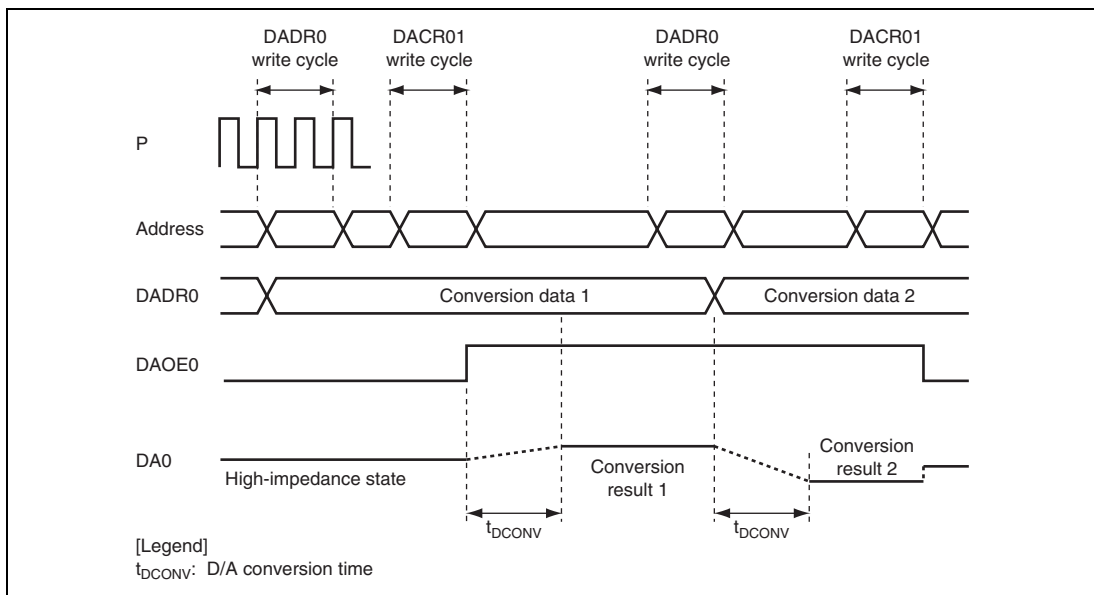 DADR0
write cycle
DACR01
write cycle
DADR0
write cycle
DACR01
write cycle
P
Address
DADR0
Conversion data 1
Conversion data 2
DAOE0
DA0
High-impedance state
Conversion
result 1
Conversion
result 2
tDCONV
tDCONV
[Legend]
tDCONV: D/A conversion time